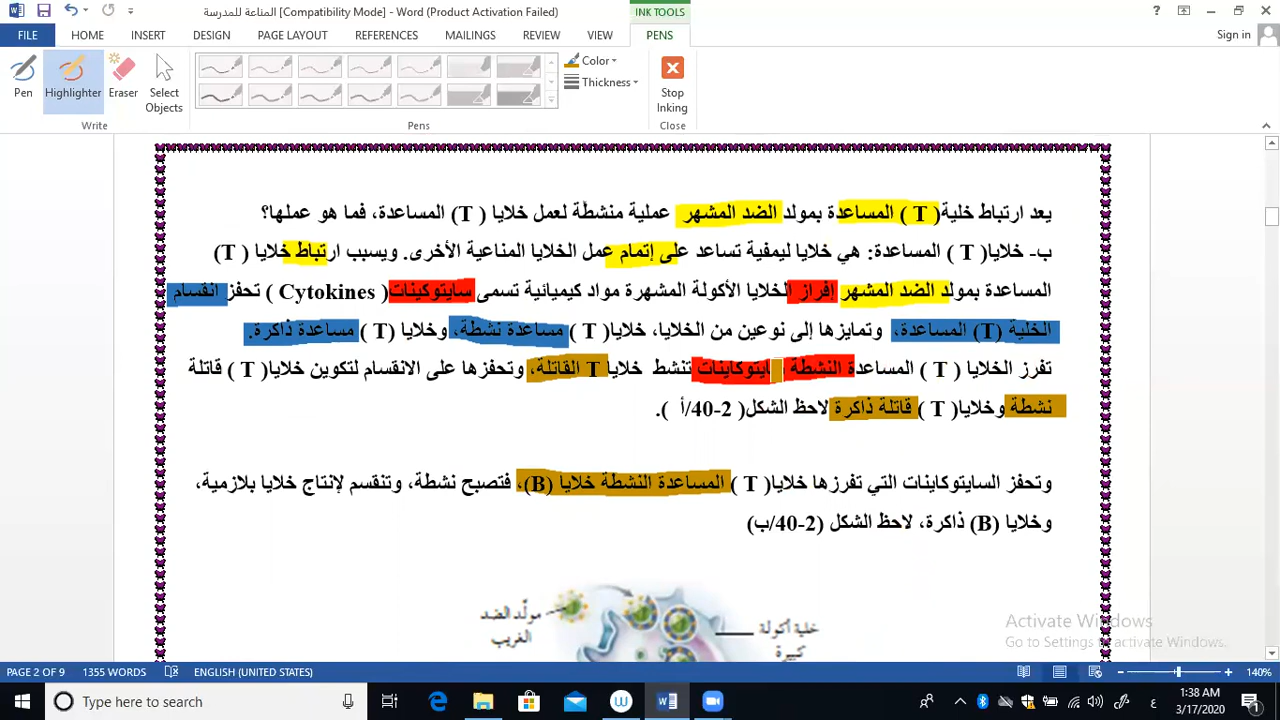 المناعة للمدرسة [Compatibility Mode] - Word (Product Activation Failed)
INK TOOLS
FILE HOME INSERT DESIGN PAGE LAYOUT REFERENCES MAILINGS REVIEW VIEW PENS
Sign in
Pen Highlighter Eraser Select Objects
Color
Thickness
Stop Inking
Write Pens Close
يعد ارتباط خلية( T ) المساعدة بمولد الضد المشهر عملية منشطة لعمل خلايا ( T) المساعدة، فما هو عملها؟
ب- خلايا( T ) المساعدة: هي خلايا ليمفية تساعد على إتمام عمل الخلايا المناعية الأخرى. ويسبب ارتباط خلايا ( T)
المساعدة بمولد الضد المشهر إفراز الخلايا الأكولة المشهرة مواد كيميائية تسمى سايتوكينات( Cytokines ) تحفز انقسام
الخلية (T) المساعدة، وتمايزها إلى نوعين من الخلايا، خلايا( T ) مساعدة نشطة، وخلايا (T ) مساعدة ذاكرة.
تفرز الخلايا ( T ) المساعدة النشطة سايتوكاينات تنشط خلايا T القاتلة، وتحفزها على الانقسام لتكوين خلايا( T ) قاتلة
نشطة وخلايا( T ) قاتلة ذاكرة لاحظ الشكل( 2-40/أ ).
وتحفز السايتوكاينات التي تفرزها خلايا( T ) المساعدة النشطة خلايا (B)، فتصبح نشطة، وتنقسم لإنتاج خلايا بلازمية،
وخلايا (B) ذاكرة، لاحظ الشكل (2-40/ب)
مولّد الضد
الغريب
خلية أكولة
كبيرة
Activate Windows
Go to Settings to activate Windows.
PAGE 2 OF 9 1355 WORDS ENGLISH (UNITED STATES) 140%
Type here to search
ع
1:38 AM
3/17/2020